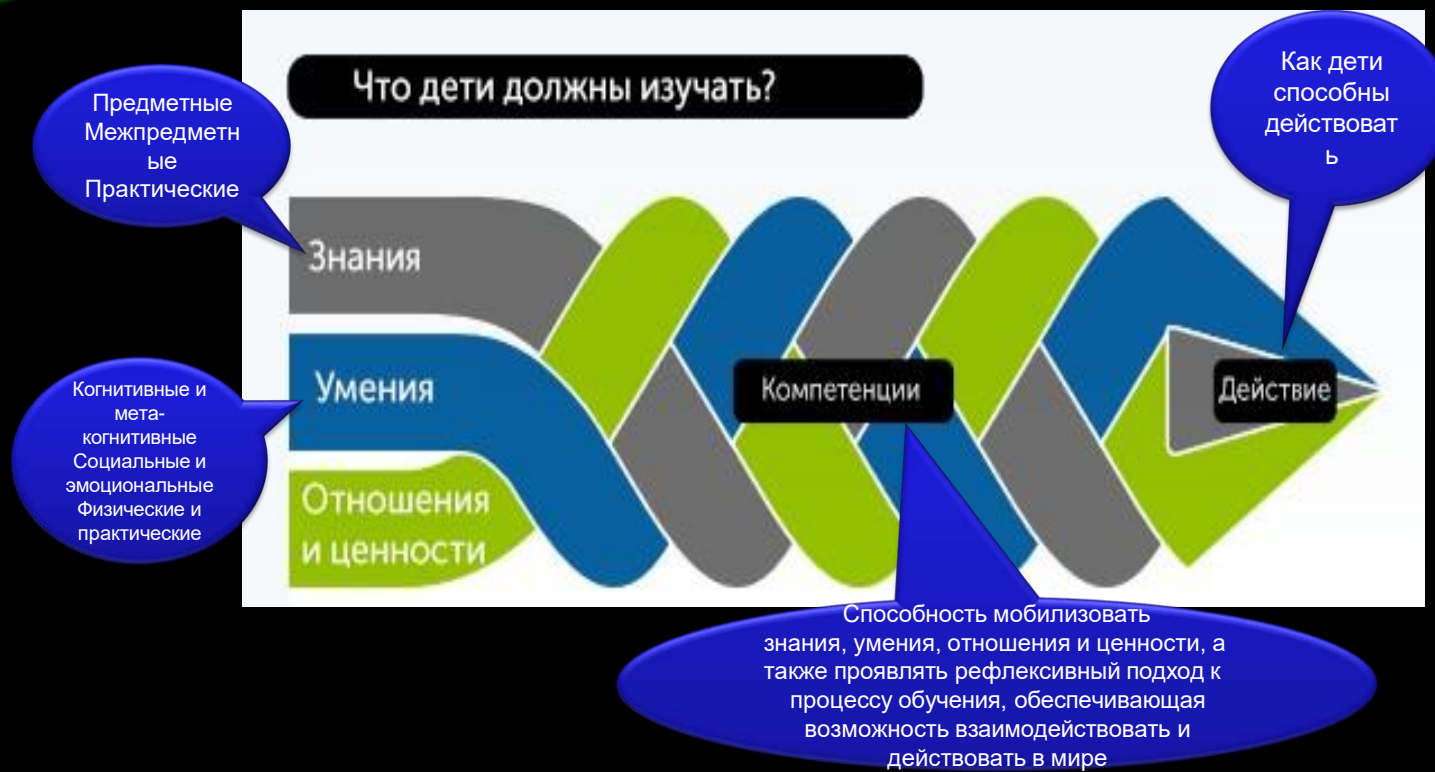 Что дети должны изучать?
Предметные
Межпредметн
ые
Практические
Как дети
способны
действоват
ь
Знания
Умения
Отношения
и ценности
Компетенции
Действие
Когнитивные и
мета-
когнитивные
Социальные и
эмоциональные
Физические и
практические
Способность мобилизовать
знания, умения, отношения и ценности, а
также проявлять рефлексивный подход к
процессу обучения, обеспечивающая
возможность взаимодействовать и
действовать в мире